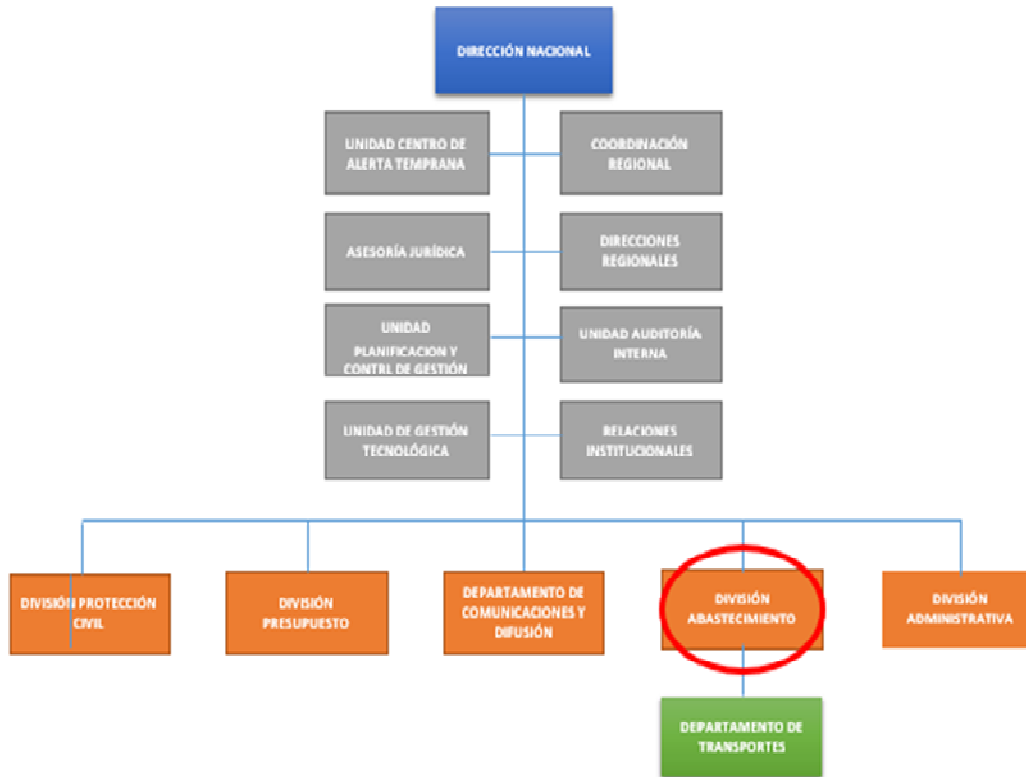 DIRECCIÓN NACIONAL
UNIDAD CENTRO DE
ALERTA TEMPRANA
COORDINACIÓN
REGIONAL
ASESORÍA JURÍDICA
DIRECCIONES
REGIONALES
UNIDAD
PLANIFICACION Y
CONTRL DE GESTIÓN
UNIDAD AUDITORÍA
INTERNA
UNIDAD DE GESTIÓN
TECNOLÓGICA
RELACIONES
INSTITUCIONALES
DIVISIÓN PROTECCIÓN
CIVIL
DIVISIÓN
PRESUPUESTO
DEPARTAMENTO DE
COMUNICACIONES Y
DIFUSIÓN
DIVISIÓN
ABASTECIMIENTO
DIVISIÓN
ADMINISTRATIVA
DEPARTAMENTO DE
TRANSPORTES